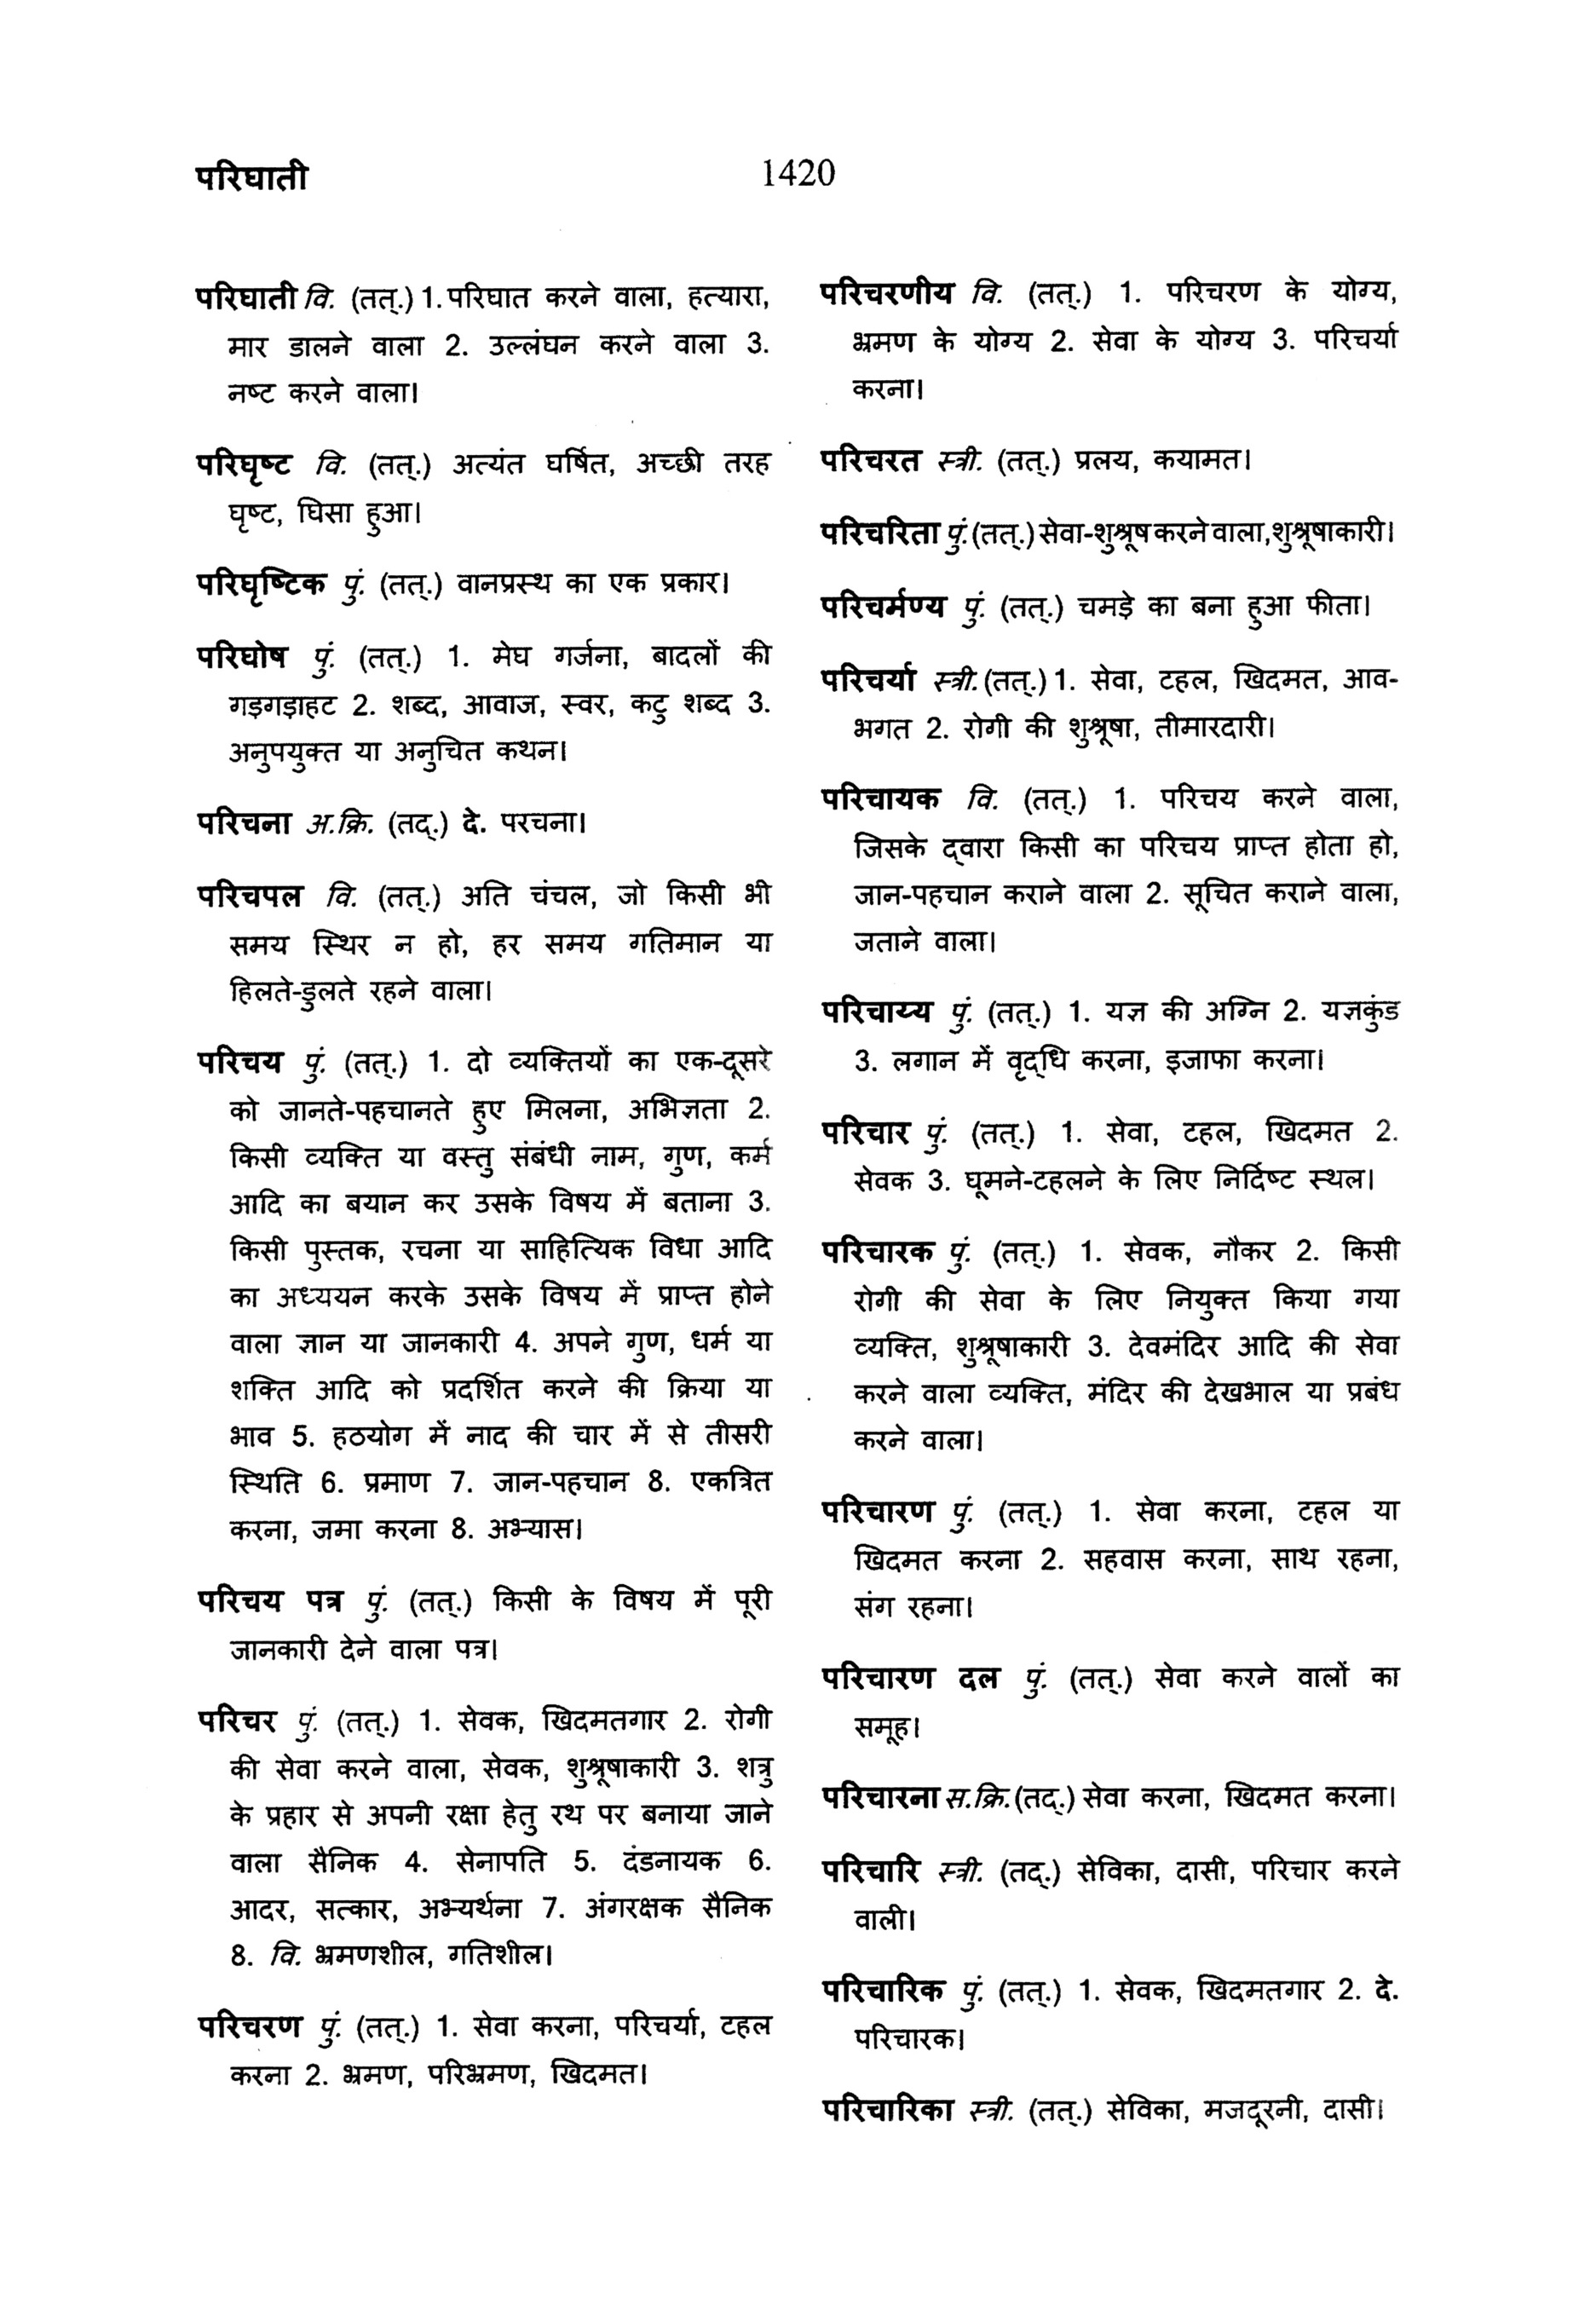 परिघाती
1420
परिघाती वि. (तत्.) 1. परिघात करने वाला, हत्यारा,
मार डालने वाला 2. उल्लंघन करने वाला 3.
नष्ट करने वाला।
परिघृष्ट वि. (तत्.) अत्यंत घर्षित, अच्छी तरह
घृष्ट, घिसा हुआ।
परिघृष्टिक पुं. (तत्.) वानप्रस्थ का एक प्रकार।
परिघोष पुं. (तत्.) 1. मेघ गर्जना, बादलों की
गड़गड़ाहट 2. शब्द, आवाज, स्वर, कटु शब्द 3.
अनुपयुक्त या अनुचित कथन।
परिचना अ.क्रि. (तद्.) दे. परचना।
परिचपल वि. (तत्.) अति चंचल, जो किसी भी
समय स्थिर न हो, हर समय गतिमान या
हिलते-डुलते रहने वाला।
परिचय पुं. (तत्.) 1. दो व्यक्तियों का एक-दूसरे
को जानते-पहचानते हुए मिलना, अभिज्ञता 2.
किसी व्यक्ति या वस्तु संबंधी नाम, गुण, कर्म
आदि का बयान कर उसके विषय में बताना 3.
किसी पुस्तक, रचना या साहित्यिक विधा आदि
का अध्ययन करके उसके विषय में प्राप्त होने
वाला ज्ञान या जानकारी 4. अपने गुण, धर्म या
शक्ति आदि को प्रदर्शित करने की क्रिया या
भाव 5. हठयोग में नाद की चार में से तीसरी
स्थिति 6. प्रमाण 7. जान-पहचान 8. एकत्रित
करना, जमा करना 8. अभ्यास।
परिचय पत्र पुं. (तत्.) किसी के विषय में पूरी
जानकारी देने वाला पत्र।
परिचर पुं. (तत्.) 1. सेवक, खिदमतगार 2. रोगी
की सेवा करने वाला, सेवक, शुश्रूषाकारी 3. शत्रु
के प्रहार से अपनी रक्षा हेतु रथ पर बनाया जाने
वाला सैनिक 4. सेनापति 5. दंडनायक 6.
आदर, सत्कार, अभ्यर्थना 7. अंगरक्षक सैनिक
8. वि. भ्रमणशील, गतिशील।
परिचरण पुं. (तत्.) 1. सेवा करना, परिचर्या, टहल
करना 2. भ्रमण, परिभ्रमण, खिदमत।
परिचरणीय वि. (तत्.) 1. परिचरण के योग्य,
भ्रमण के योग्य 2. सेवा के योग्य 3. परिचर्या
करना।
परिचरत स्त्री. (तत्.) प्रलय, कयामत।
परिचरिता पुं. (तत्.) सेवा-शुश्रूष करने वाला, शुश्रूषाकारी।
परिचर्मण्य पुं. (तत्.) चमड़े का बना हुआ फीता।
परिचर्या स्त्री. (तत्.) 1. सेवा, टहल, खिदमत, आव-
भगत 2. रोगी की शुश्रूषा, तीमारदारी।
परिचायक वि. (तत्.) 1. परिचय करने वाला,
जिसके द्‌वारा किसी का परिचय प्राप्त होता हो,
जान-पहचान कराने वाला 2. सूचित कराने वाला,
जताने वाला।
परिचाय्य पुं. (तत्.) 1. यज्ञ की अग्नि 2. यज्ञकुंड
3. लगान में वृद्‌धि करना, इजाफा करना।
परिचार पुं. (तत्.) 1. सेवा, टहल, खिदमत 2.
सेवक 3. घूमने-टहलने के लिए निर्दिष्ट स्थल।
परिचारक पुं. (तत्.) 1. सेवक, नौकर 2. किसी
रोगी की सेवा के लिए नियुक्त किया गया
व्यक्ति, शुश्रूषाकारी 3. देवमंदिर आदि की सेवा
करने वाला व्यक्ति, मंदिर की देखभाल या प्रबंध
करने वाला।
परिचारण पुं. (तत्.) 1. सेवा करना, टहल या
खिदमत करना 2. सहवास करना, साथ रहना,
संग रहना।
परिचारण दल पुं. (तत्.) सेवा करने वालों का
समूह।
परिचारना स.क्रि. (तद्.) सेवा करना, खिदमत करना।
परिचारि स्त्री. (तद्.) सेविका, दासी, परिचार करने
वाली।
परिचारिक पुं. (तत्.) 1. सेवक, खिदमतगार 2. दे.
परिचारक।
परिचारिका स्त्री. (तत्.) सेविका, मजदूरनी, दासी।